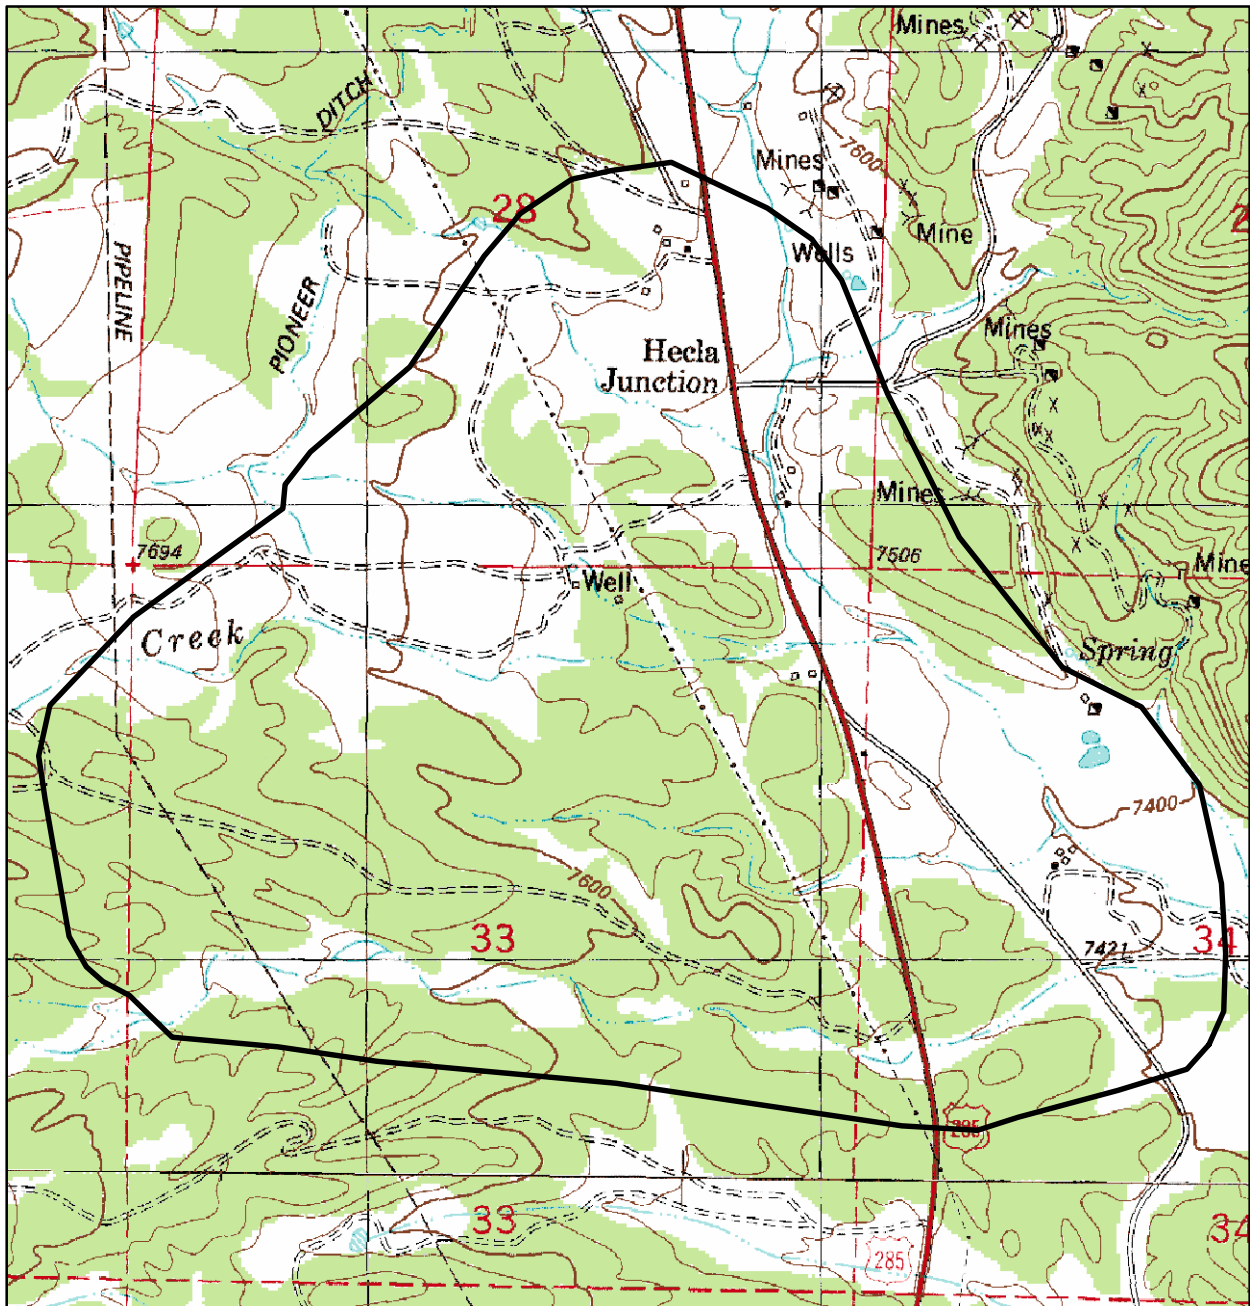 Mines
DITCH
7600
Mines
28
2
Mine
Wells
PIPELINE
PIONEER
Mines
Hecla
Junction
Mines
7694
7506
Well
Mine
Creek
Spring
7400
7600
33
7421
34
285
33
34
285